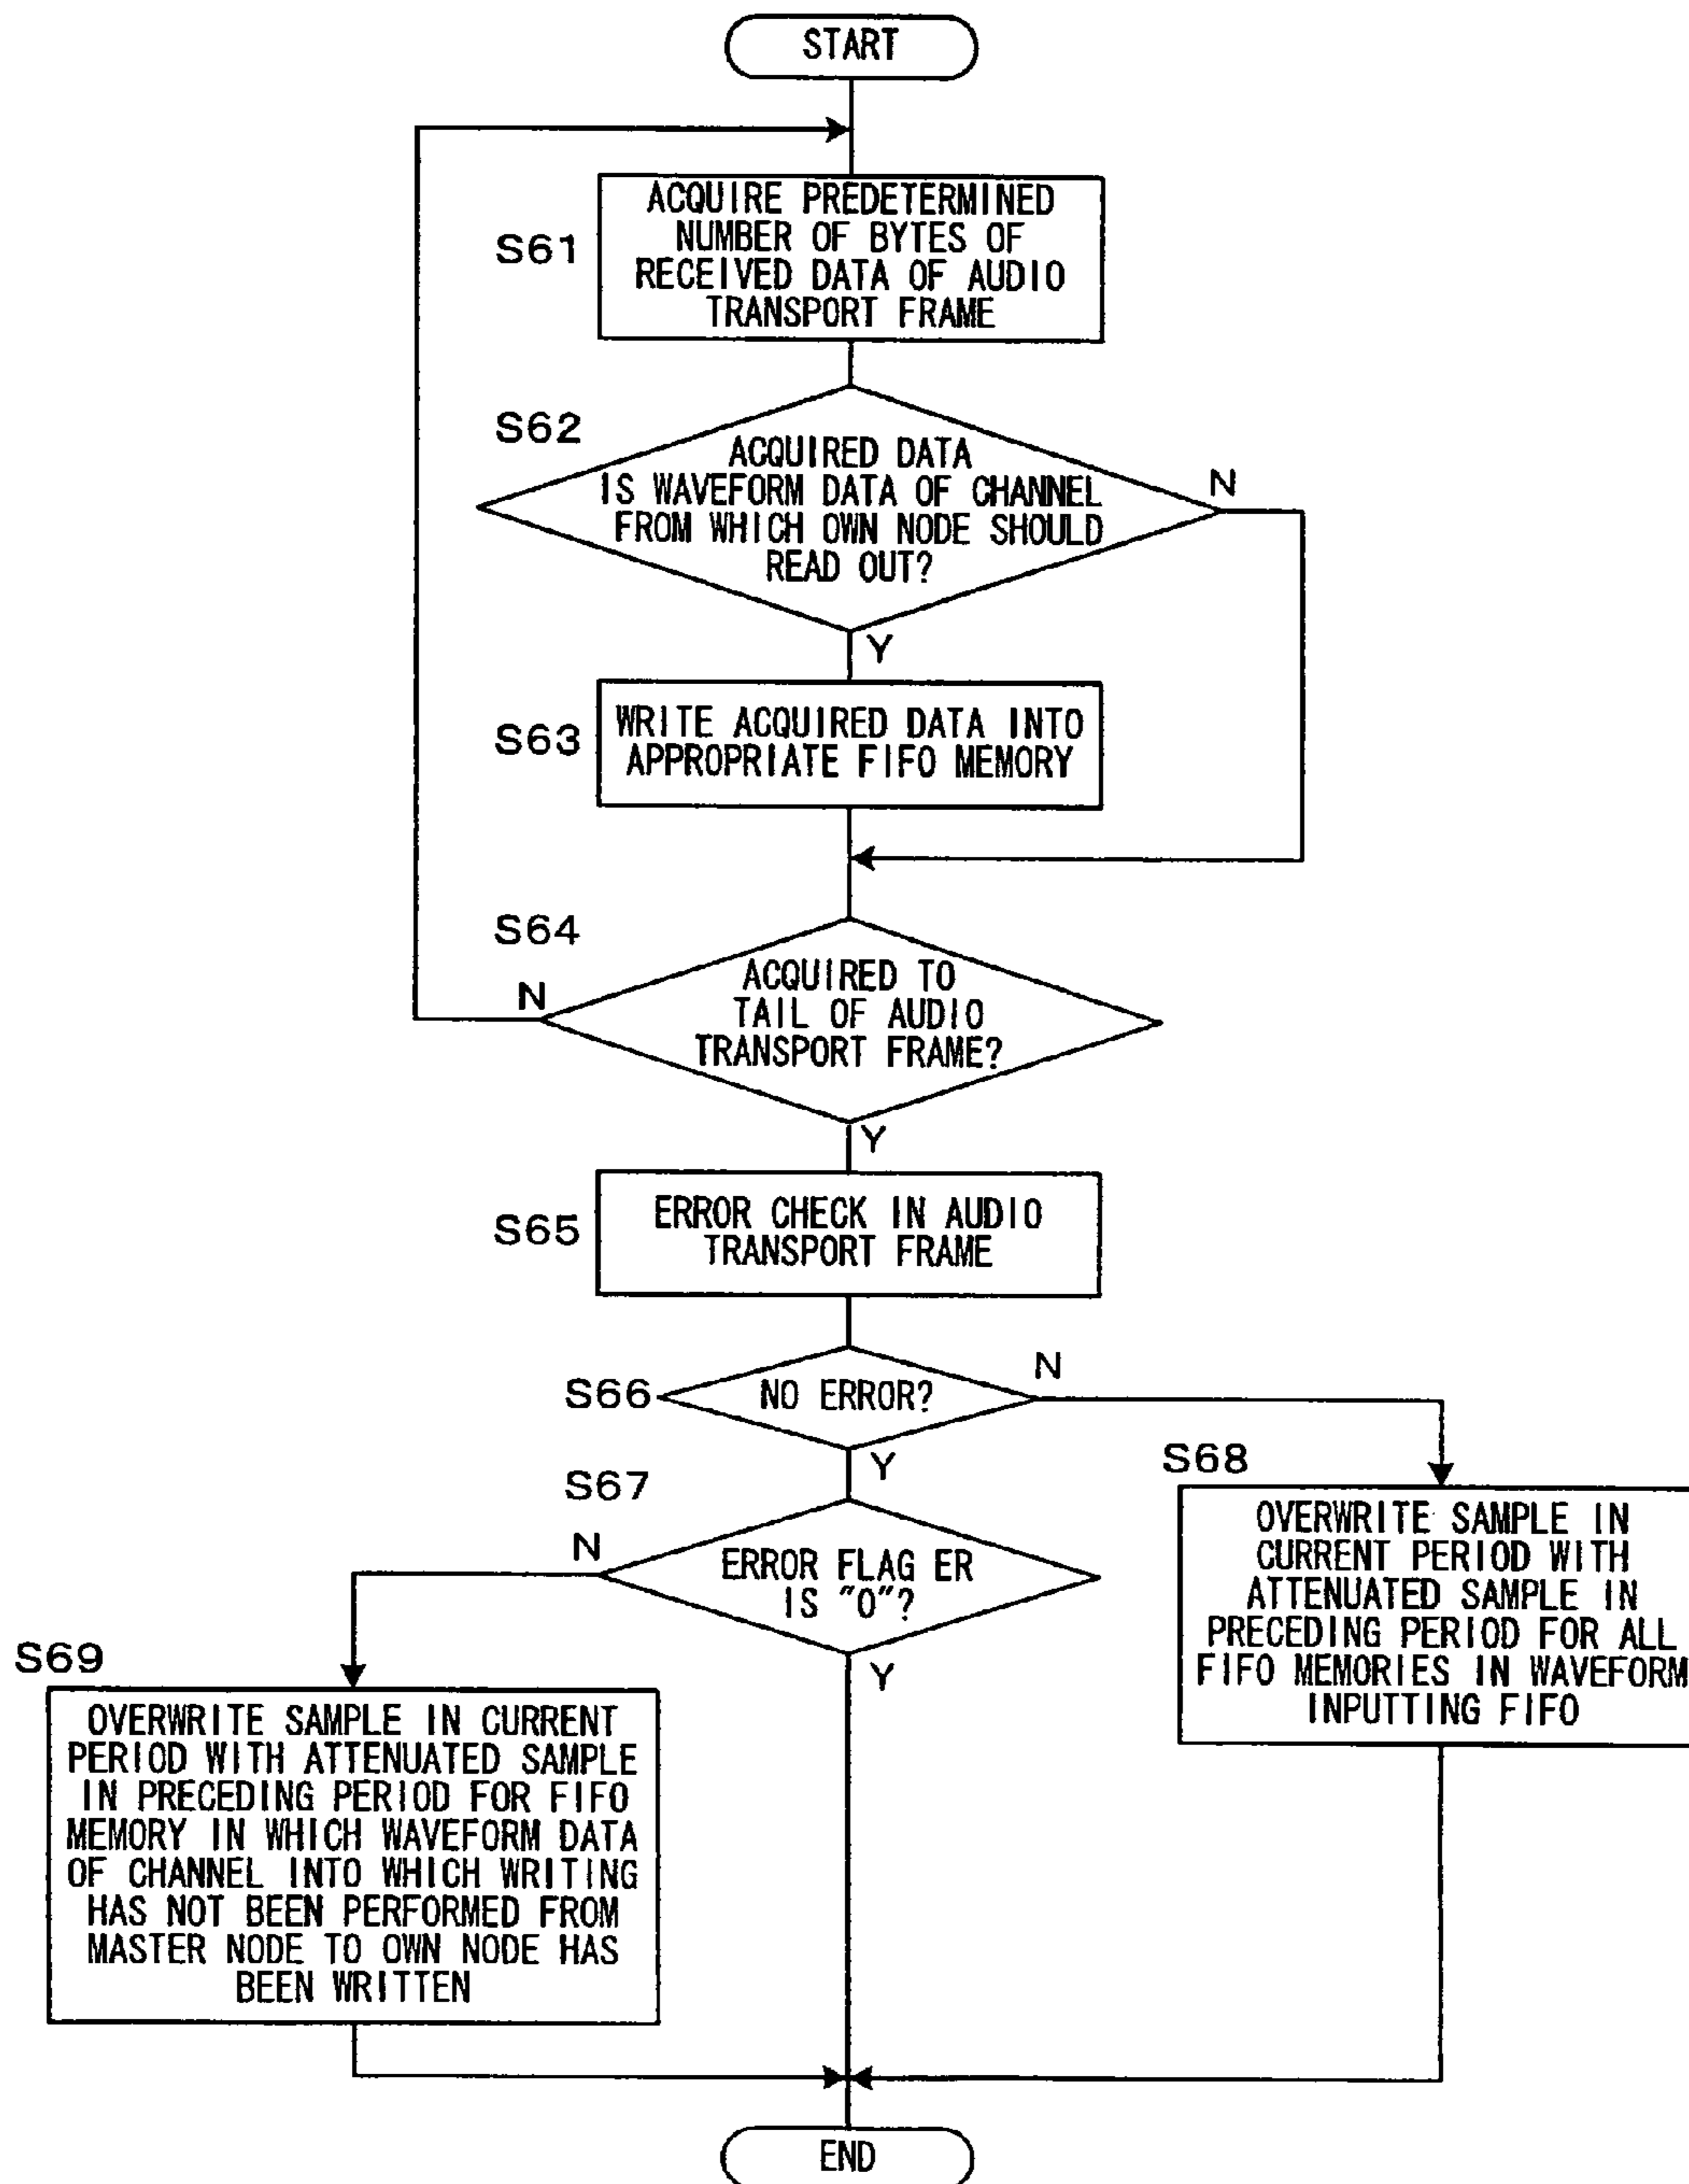 START
S61
ACQUIRE PREDETERMINED
NUMBER OF BYTES OF
RECEIVED DATA OF AUDIO
TRANSPORT FRAME
S62
ACQUIRED DATA
IS WAVEFORM DATA OF CHANNEL
FROM WHICH OWN NODE SHOULD
READ OUT?
N
Y
S63
WRITE ACQUIRED DATA INTO
APPROPRIATE FIFO MEMORY
S64
ACQUIRED TO
TAIL OF AUDIO
TRANSPORT FRAME?
N
Y
S65
ERROR CHECK IN AUDIO
TRANSPORT FRAME
S66
NO ERROR?
N
Y
S67
ERROR FLAG ER
IS "0"?
N
Y
S68
OVERWRITE SAMPLE IN
CURRENT PERIOD WITH
ATTENUATED SAMPLE IN
PRECEDING PERIOD FOR ALL
FIFO MEMORIES IN WAVEFORM
INPUTTING FIFO
S69
OVERWRITE SAMPLE IN CURRENT
PERIOD WITH ATTENUATED SAMPLE
IN PRECEDING PERIOD FOR FIFO
MEMORY IN WHICH WAVEFORM DATA
OF CHANNEL INTO WHICH WRITING
HAS NOT BEEN PERFORMED FROM
MASTER NODE TO OWN NODE HAS
BEEN WRITTEN
END